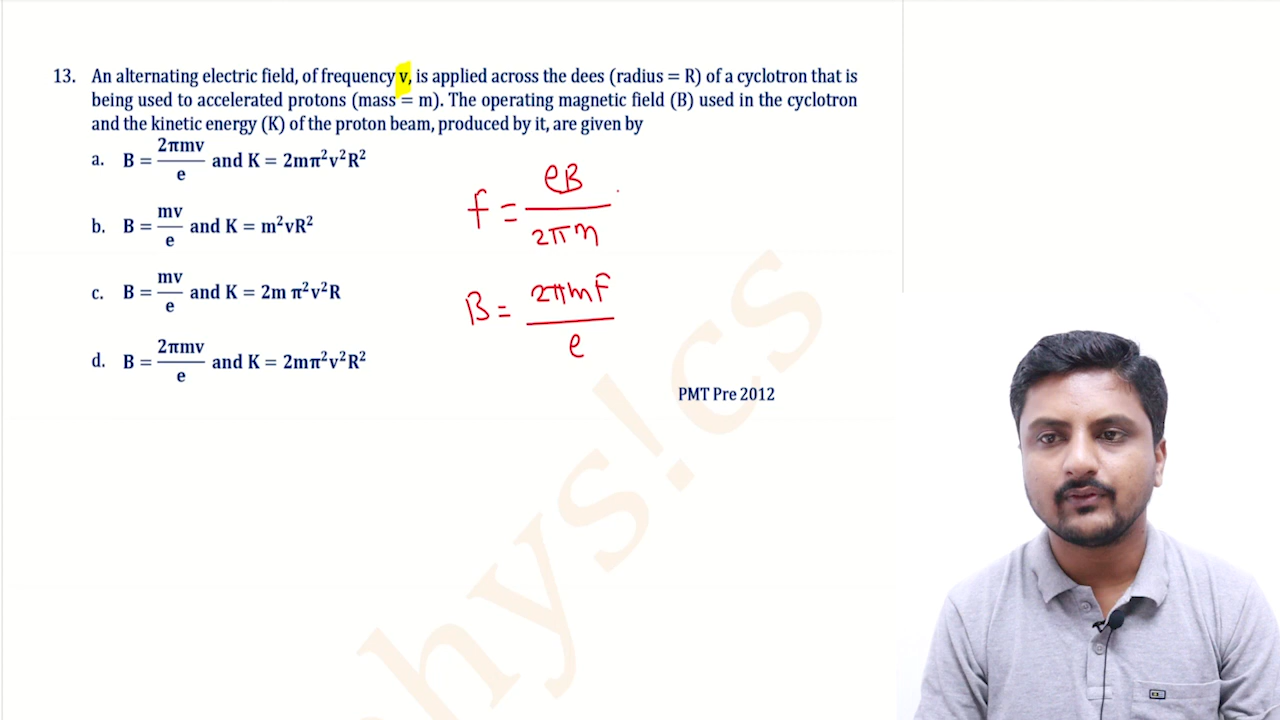 13. An alternating electric field, of frequency v, is applied across the dees (radius = R) of a cyclotron that is
being used to accelerated protons (mass = m). The operating magnetic field (B) used in the cyclotron
and the kinetic energy (K) of the proton beam, produced by it, are given by
a. B = 2πmv/e and K = 2mπ²v²R²
b. B = mv/e and K = m²vR²
c. B = mv/e and K = 2m π²v²R
d. B = 2πmv/e and K = 2mπ²v²R²
f = eB/2πm
B = 2πmf/e
PMT Pre 2012
hys!cs